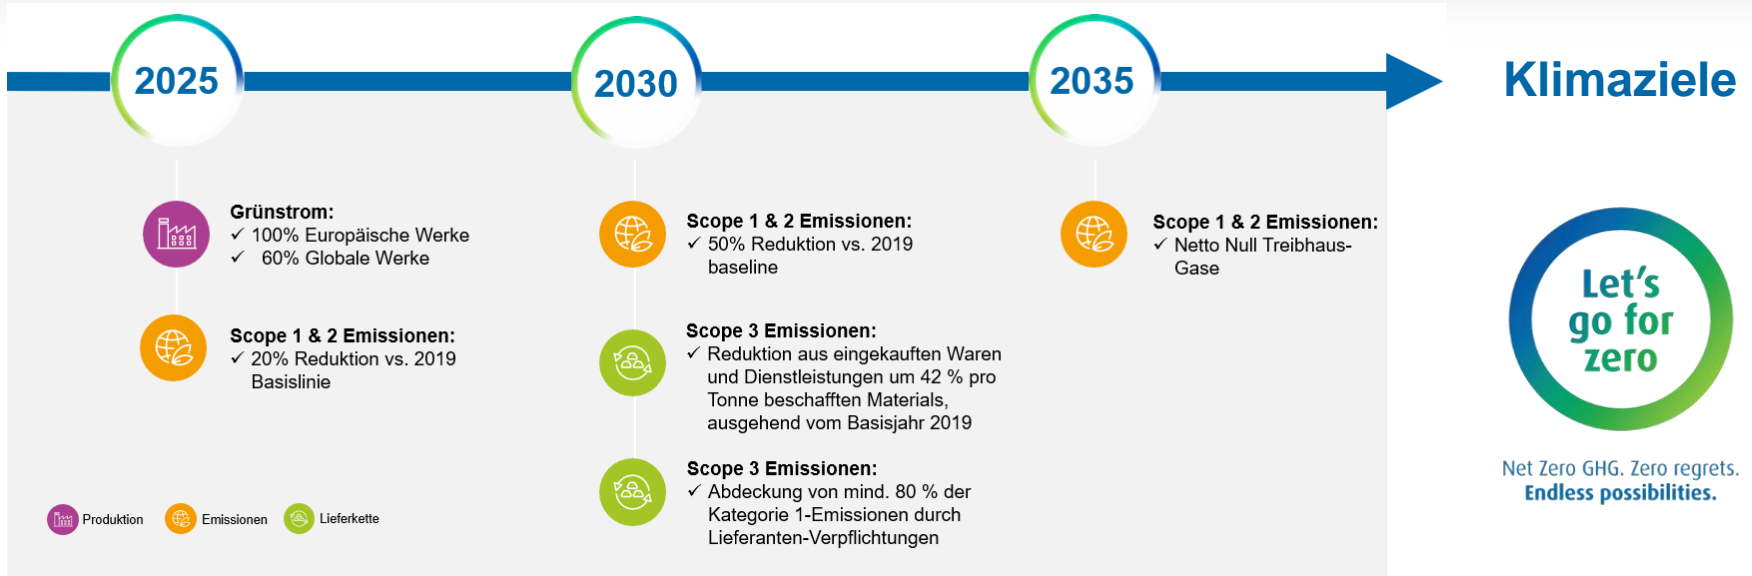 2025
2030
2035
Klimaziele
Grünstrom:
✓ 100% Europäische Werke
✓ 60% Globale Werke
Scope 1 & 2 Emissionen:
✓ 20% Reduktion vs. 2019
Basislinie
Scope 1 & 2 Emissionen:
✓ 50% Reduktion vs. 2019
baseline
Scope 3 Emissionen:
✓ Reduktion aus eingekauften Waren
und Dienstleistungen um 42 % pro
Tonne beschafften Materials,
ausgehend vom Basisjahr 2019
Scope 3 Emissionen:
✓ Abdeckung von mind. 80 % der
Kategorie 1-Emissionen durch
Lieferanten-Verpflichtungen
Scope 1 & 2 Emissionen:
✓ Netto Null Treibhaus-
Gase
Let's
go for
zero
Net Zero GHG. Zero regrets.
Endless possibilities.
Produktion
Emissionen
Lieferkette